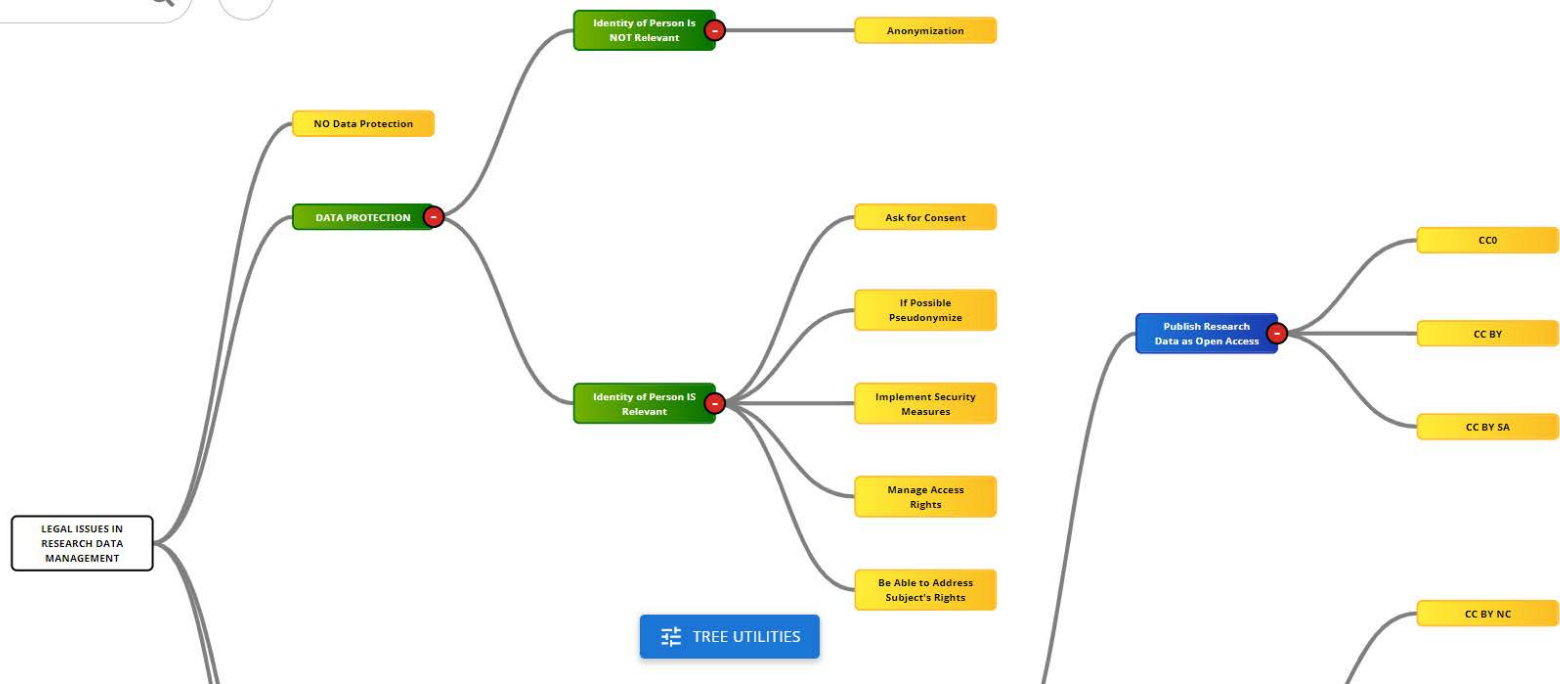 Identity of Person Is
NOT Relevant
Anonymization
NO Data Protection
DATA PROTECTION
Ask for Consent
If Possible
Pseudonymize
Identity of Person IS
Relevant
Implement Security
Measures
Manage Access
Rights
Be Able to Address
Subject's Rights
LEGAL ISSUES IN
RESEARCH DATA
MANAGEMENT
TREE UTILITIES
Publish Research
Data as Open Access
CC0
CC BY
CC BY SA
CC BY NC